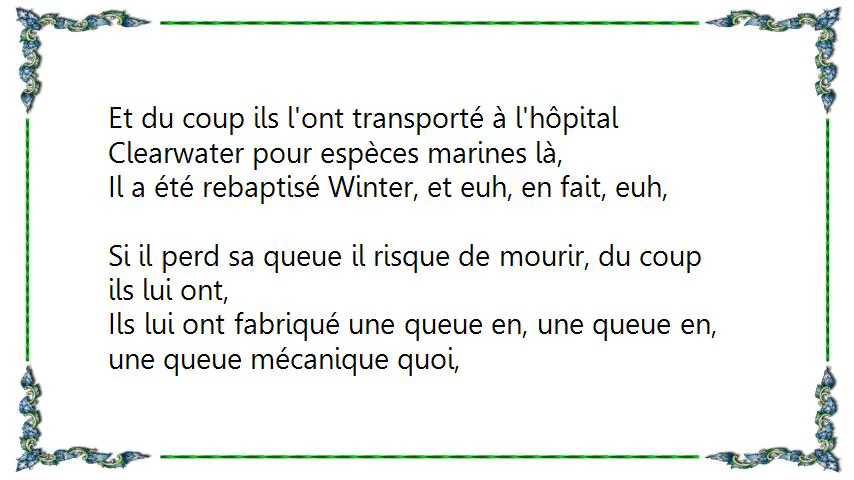 Et du coup ils l'ont transporté à l'hôpital
Clearwater pour espèces marines là,
Il a été rebaptisé Winter, et euh, en fait, euh,
Si il perd sa queue il risque de mourir, du coup
ils lui ont,
Ils lui ont fabriqué une queue en, une queue en,
une queue mécanique quoi,